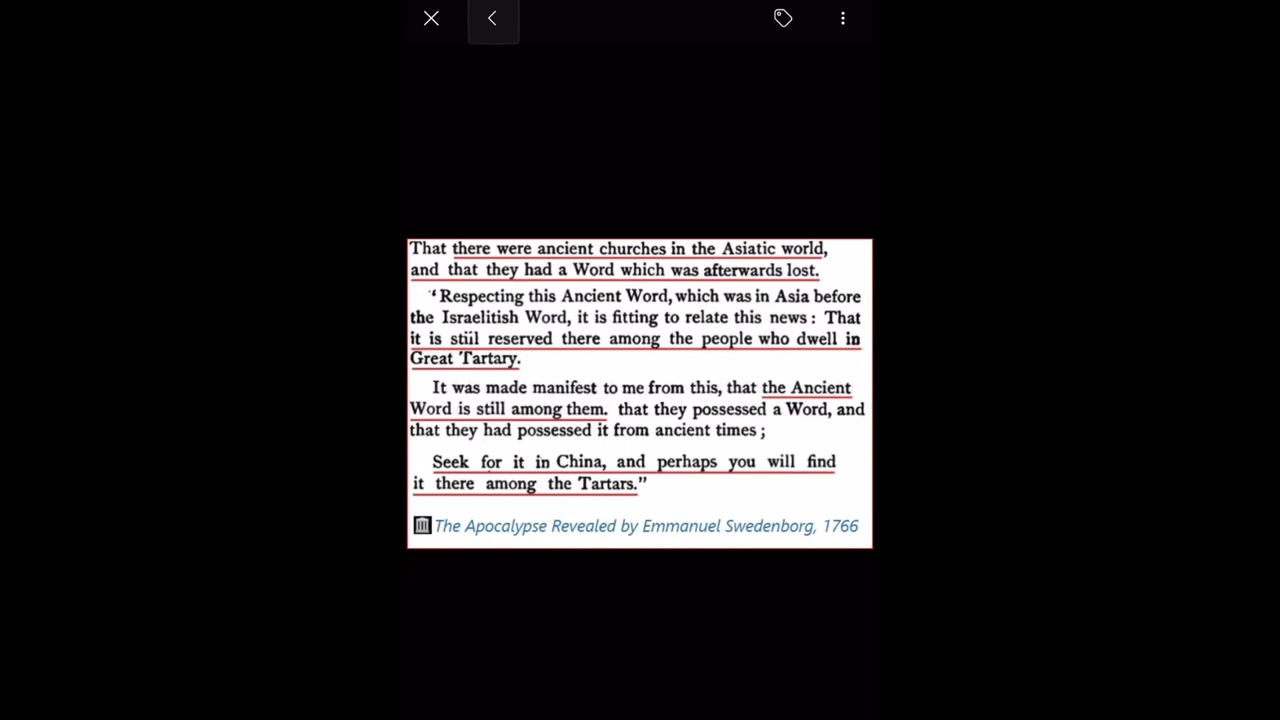 That there were ancient churches in the Asiatic world,
and that they had a Word which was afterwards lost.
‘Respecting this Ancient Word, which was in Asia before
the Israelitish Word, it is fitting to relate this news: That
it is still reserved there among the people who dwell in
Great Tartary.
It was made manifest to me from this, that the Ancient
Word is still among them. that they possessed a Word, and
that they had possessed it from ancient times;
Seek for it in China, and perhaps you will find
it there among the Tartars.”
The Apocalypse Revealed by Emmanuel Swedenborg, 1766